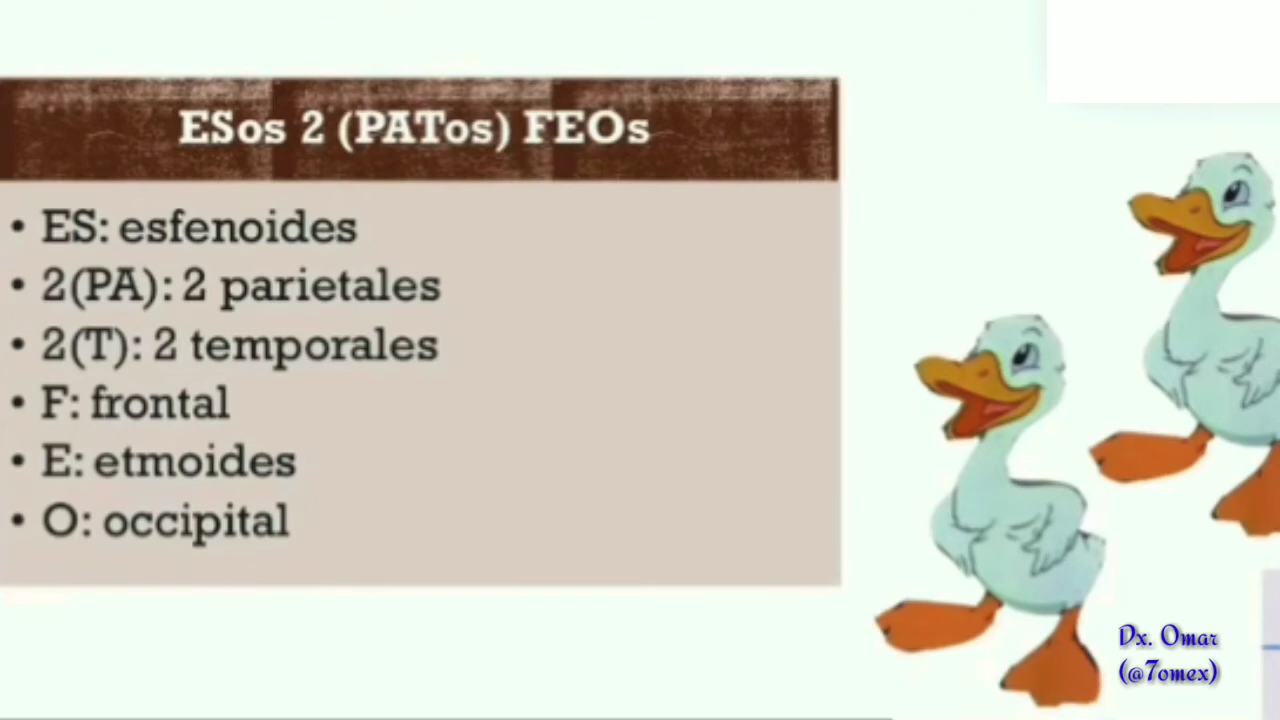 ESos 2 (PATos) FEOs
• ES: esfenoides
• 2(PA): 2 parietales
• 2(T): 2 temporales
• F: frontal
• E: etmoides
• O: occipital
Dx. Omar
(@7omex)